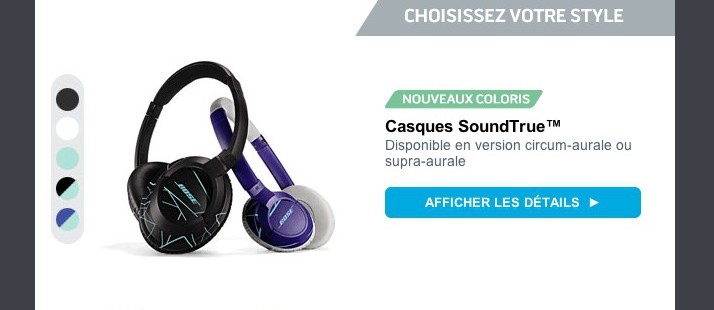 CHOISISSEZ VOTRE STYLE
NOUVEAUX COLORIS
Casques SoundTrue™
Disponible en version circum-aurale ou
supra-aurale
AFFICHER LES DÉTAILS ►
BOSE
BOSE